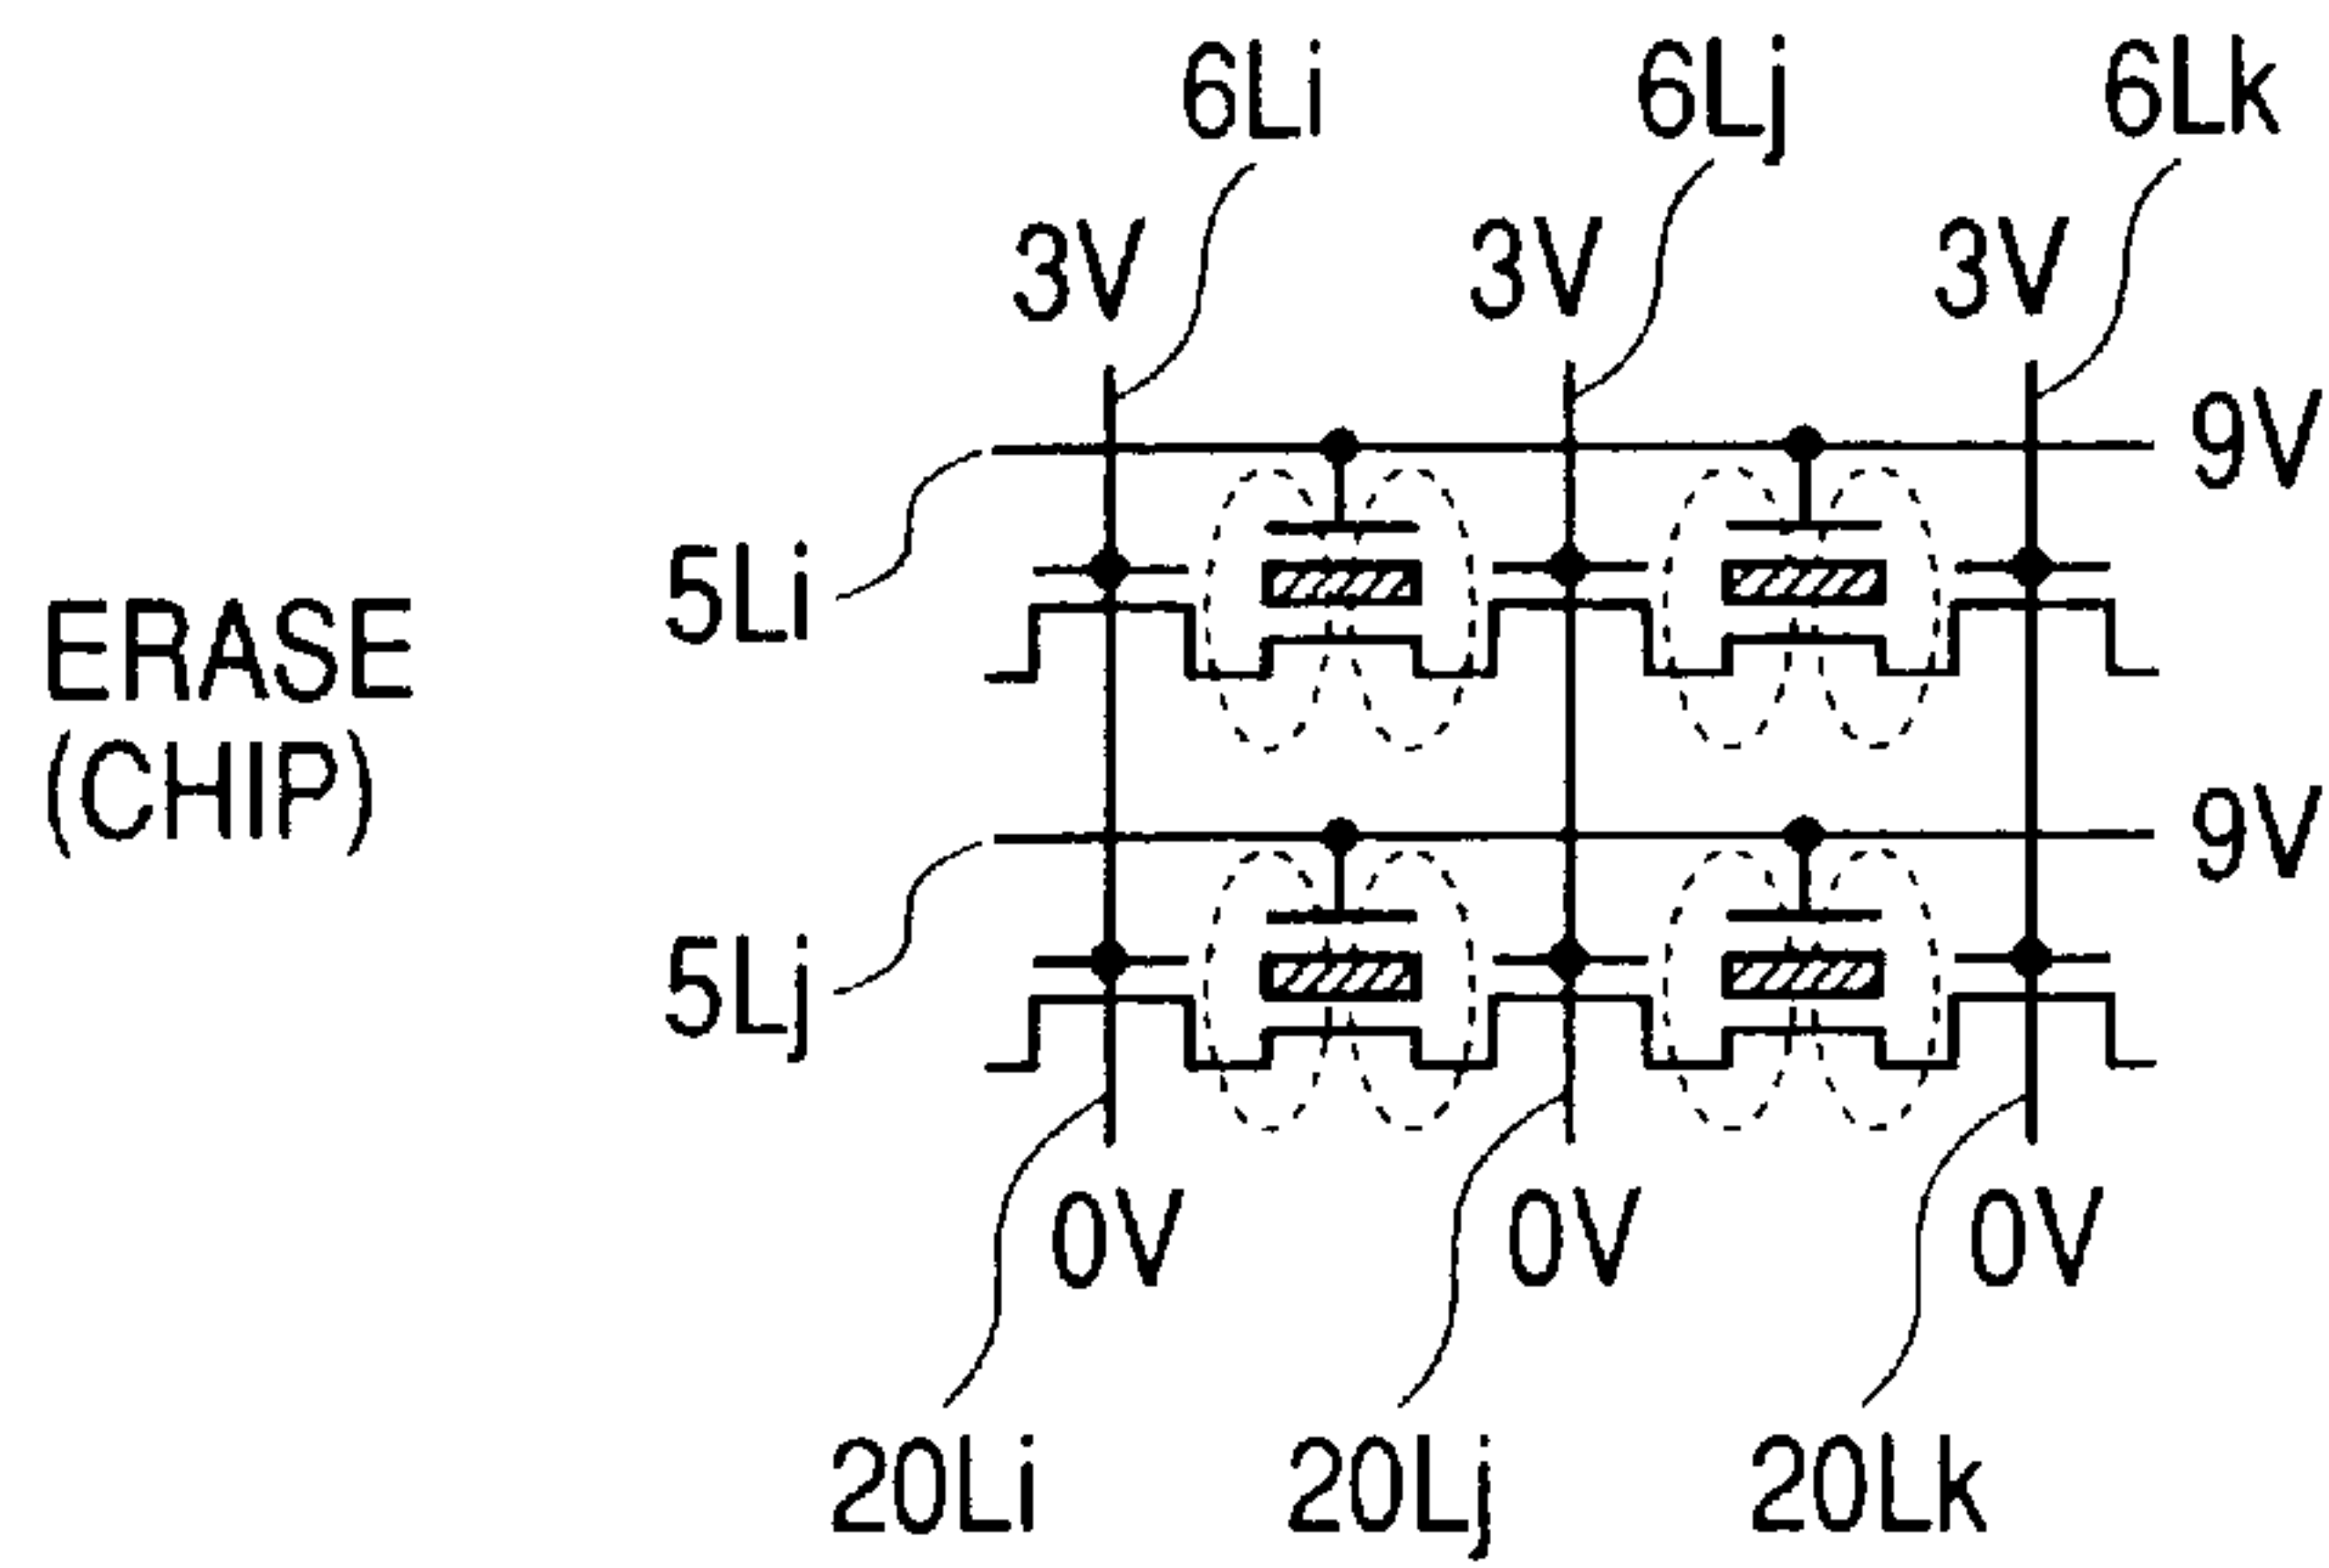 6Li 6Lj 6Lk
3V 3V 3V
9V
5Li
ERASE
(CHIP)
9V
5Lj
0V 0V 0V
20Li 20Lj 20Lk